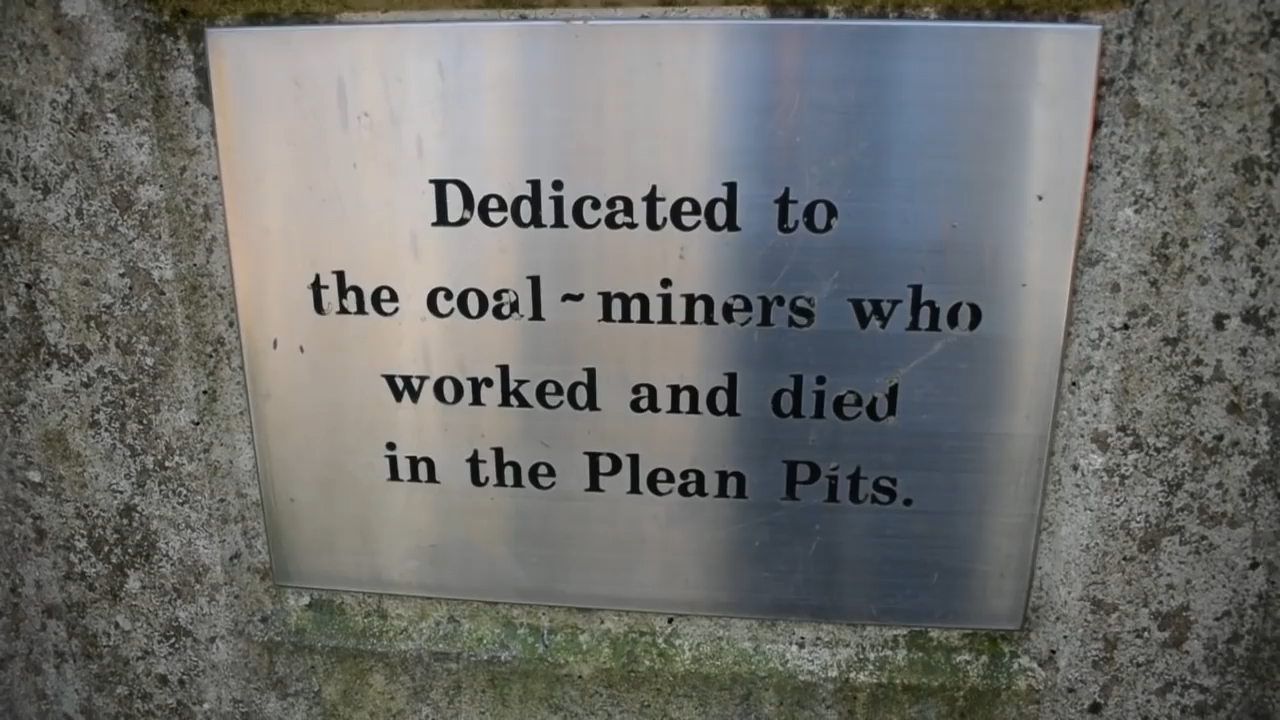 Dedicated to
the coal~miners who
worked and died
in the Plean Pits.